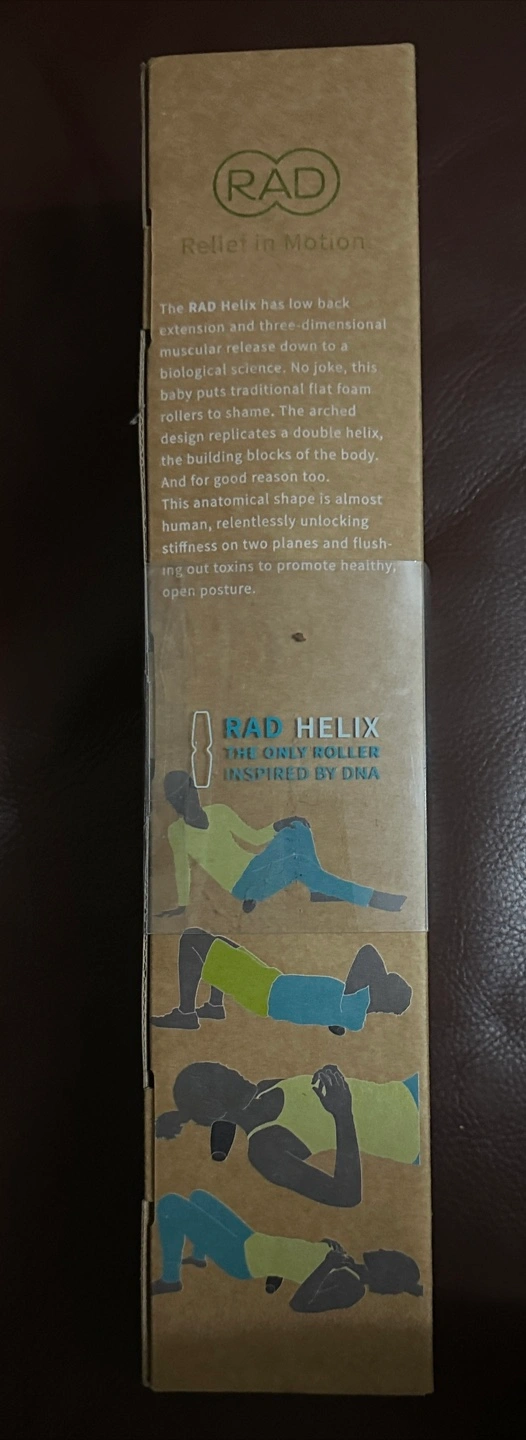 RAD
Relief in Motion
The RAD Helix has low back
extension and three-dimensional
muscular release down to a
biological science. No joke, this
baby puts traditional flat foam
rollers to shame. The arched
design replicates a double helix,
the building blocks of the body.
And for good reason too.
This anatomical shape is almost
human, relentlessly unlocking
stiffness on two planes and flush-
ing out toxins to promote healthy,
open posture.
RAD HELIX
THE ONLY ROLLER
INSPIRED BY DNA